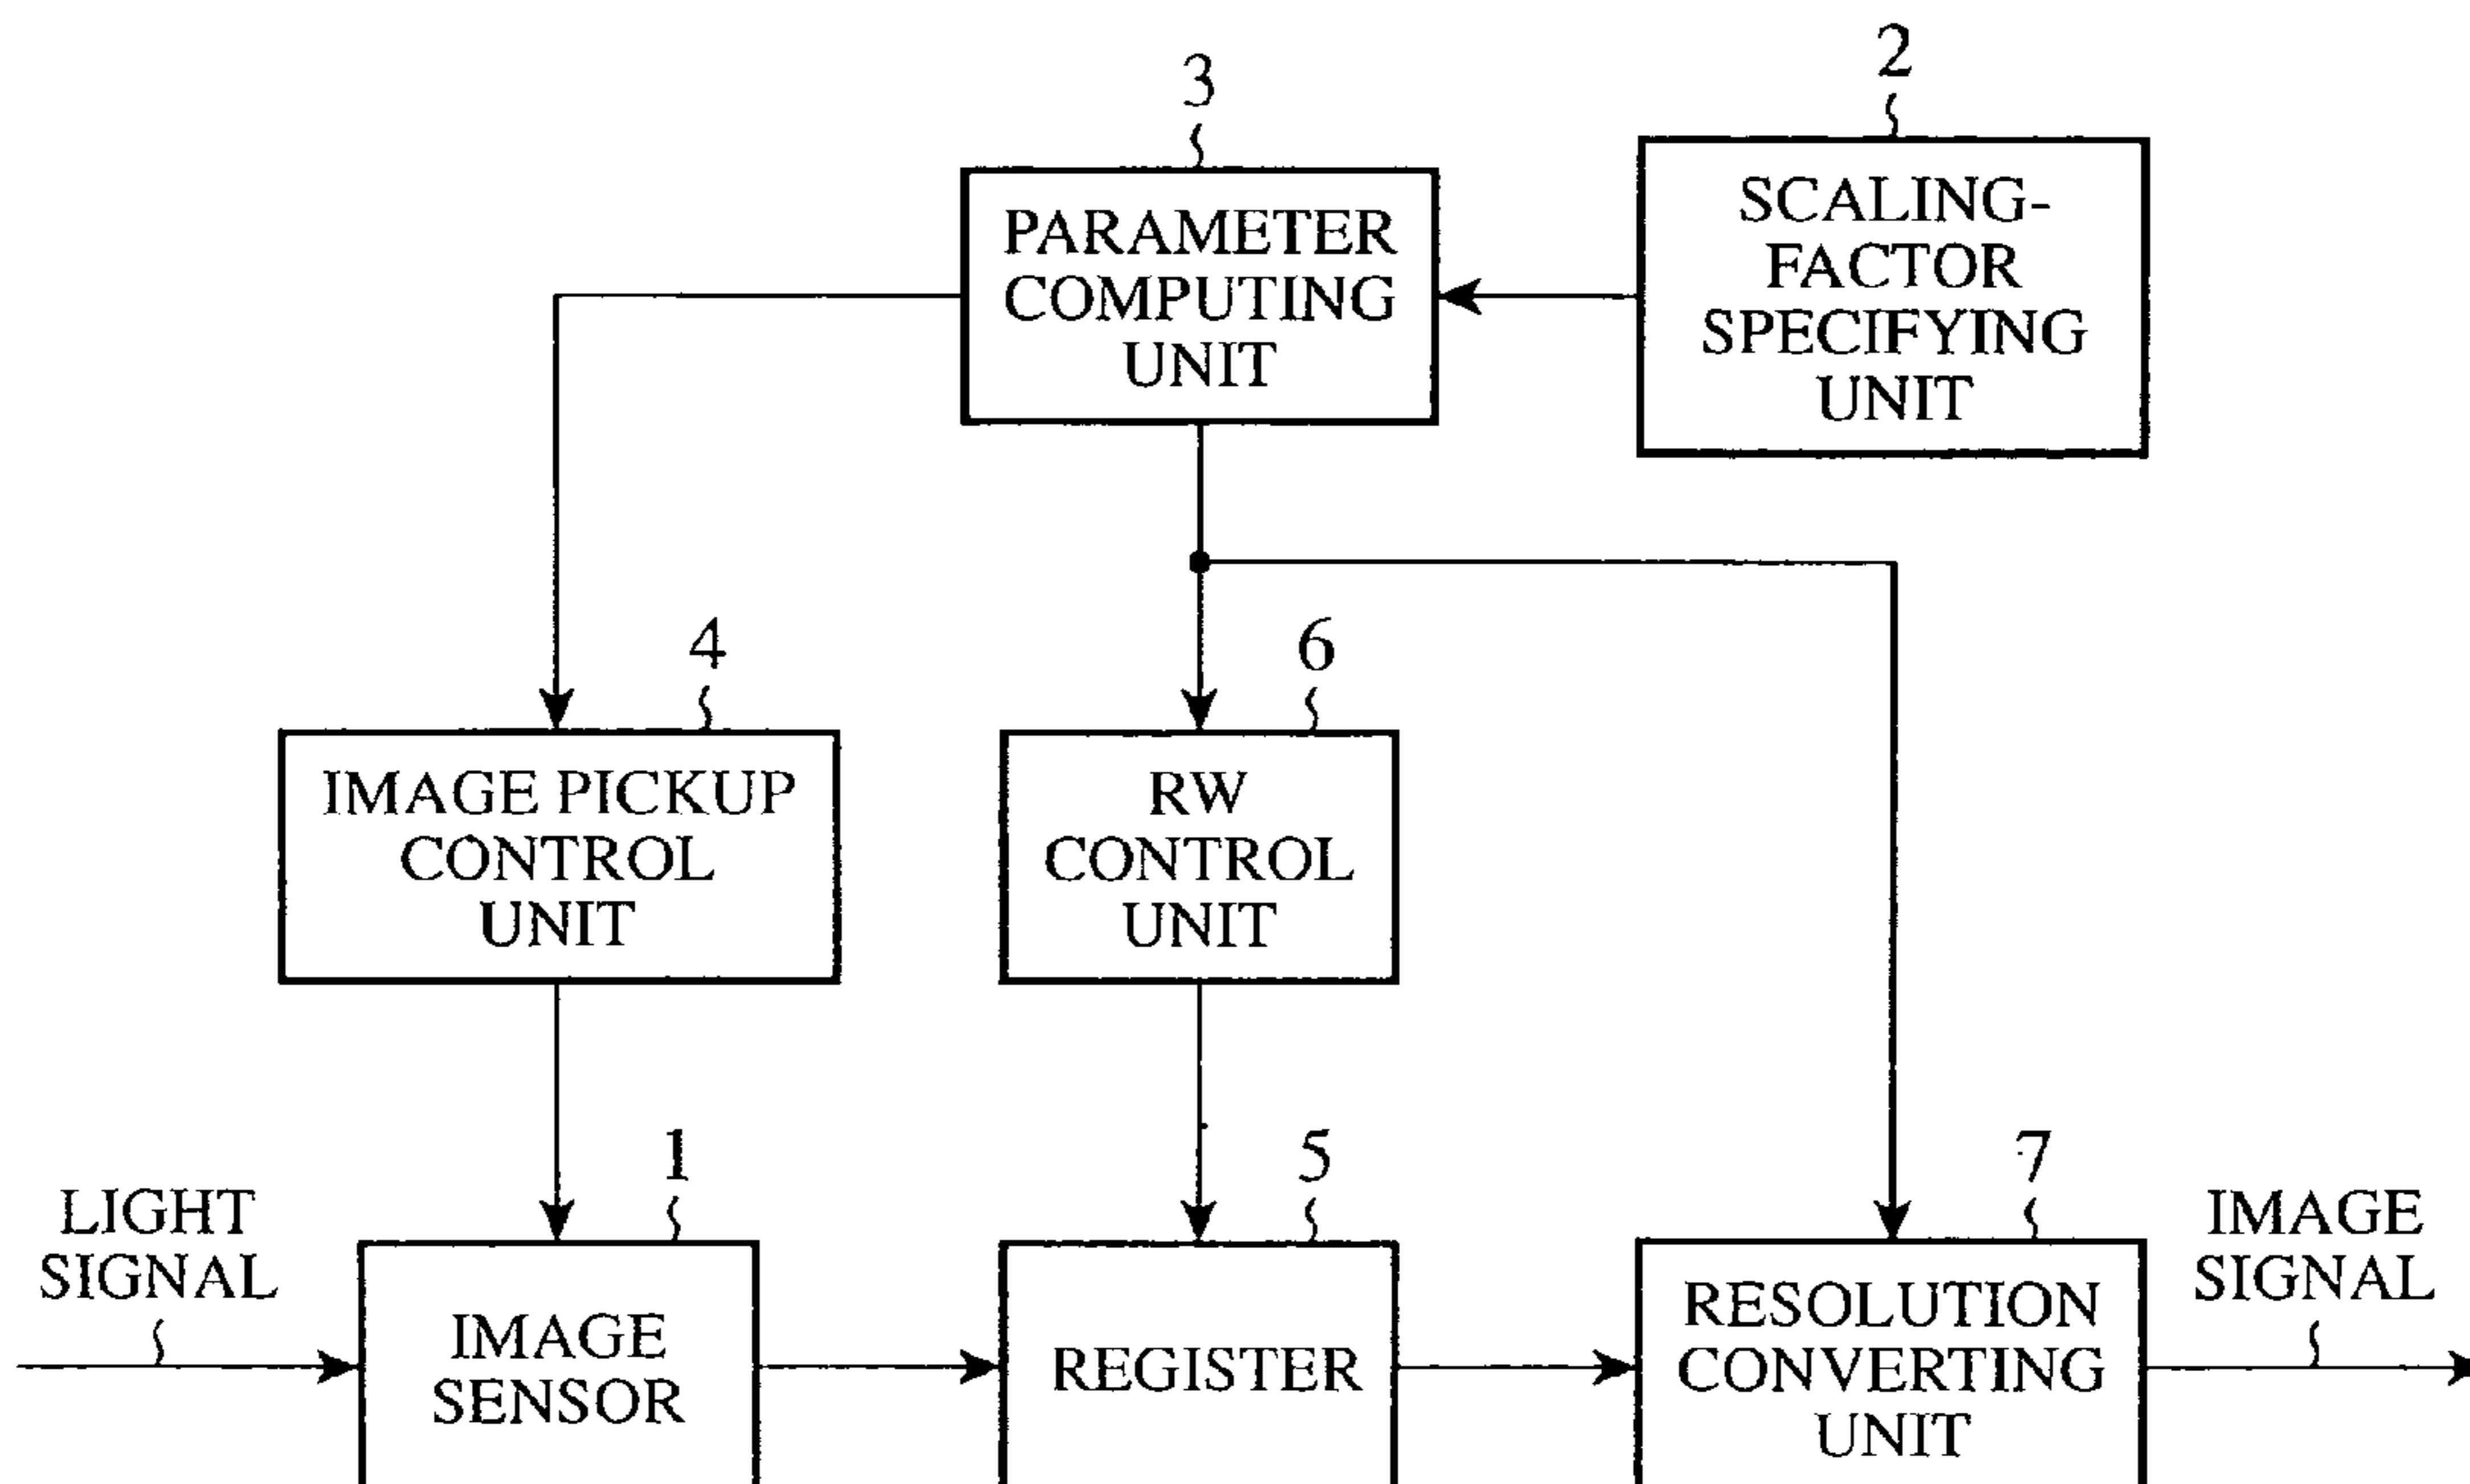 2
3
SCALING-
FACTOR
SPECIFYING
UNIT
PARAMETER
COMPUTING
UNIT
4
6
IMAGE PICKUP
CONTROL
UNIT
RW
CONTROL
UNIT
1
5
7
LIGHT
SIGNAL
IMAGE
SENSOR
REGISTER
RESOLUTION
CONVERTING
UNIT
IMAGE
SIGNAL